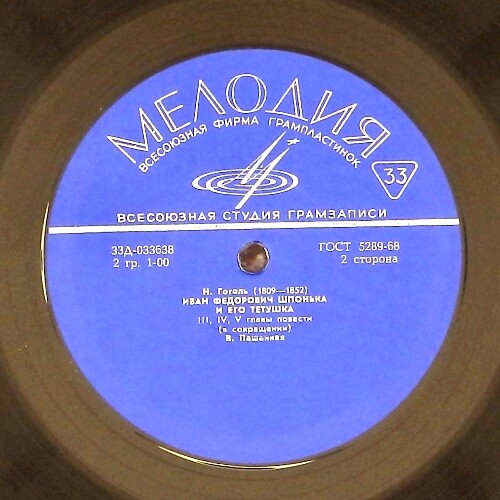 МЕЛОДИЯ
ВСЕСОЮЗНАЯ ФИРМА ГРАМПЛАСТИНОК
33
ВСЕСОЮЗНАЯ СТУДИЯ ГРАМЗАПИСИ
33Д-033638 ГОСТ 5289-68
2 гр. 1-00 2 сторона
Н. Гоголь (1809—1852)
ИВАН ФЕДОРОВИЧ ШПОНЬКА
И ЕГО ТЕТУШКА
III, IV, V главы повести
(в сокращении)
В. Пашенная